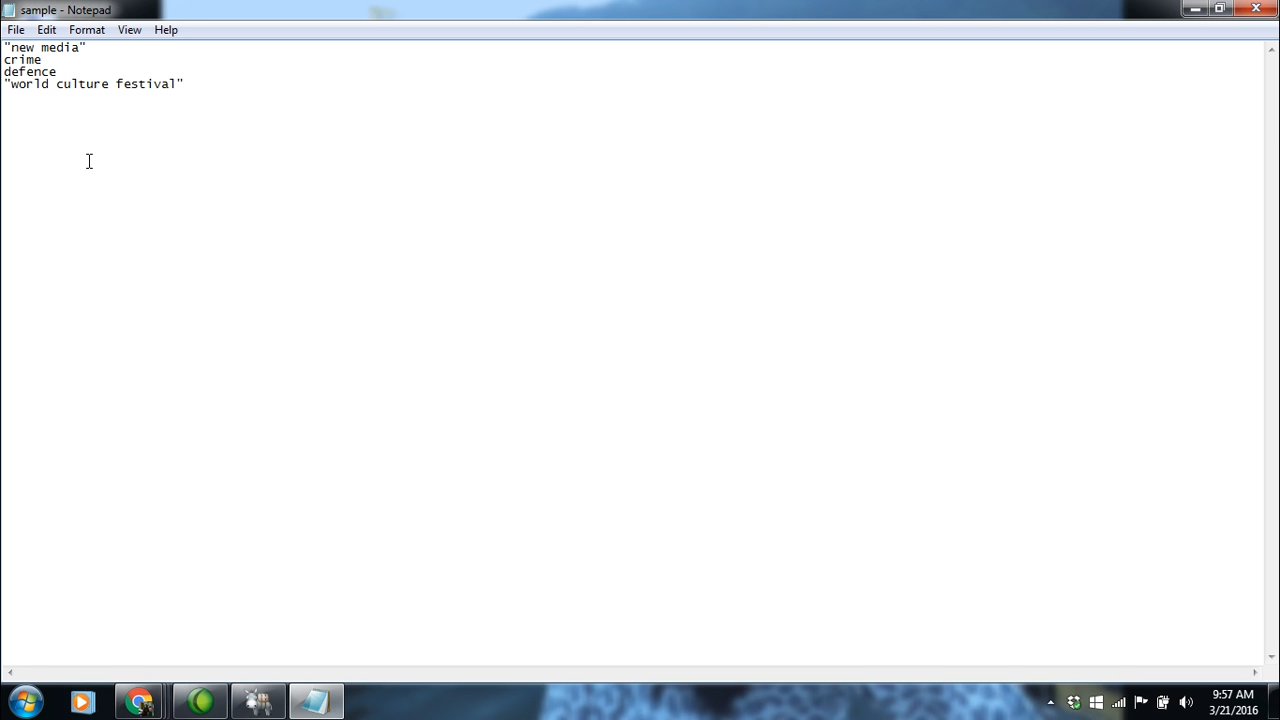 sample - Notepad
File Edit Format View Help
"new media"
crime
defence
"world culture festival"
9:57 AM
3/21/2016